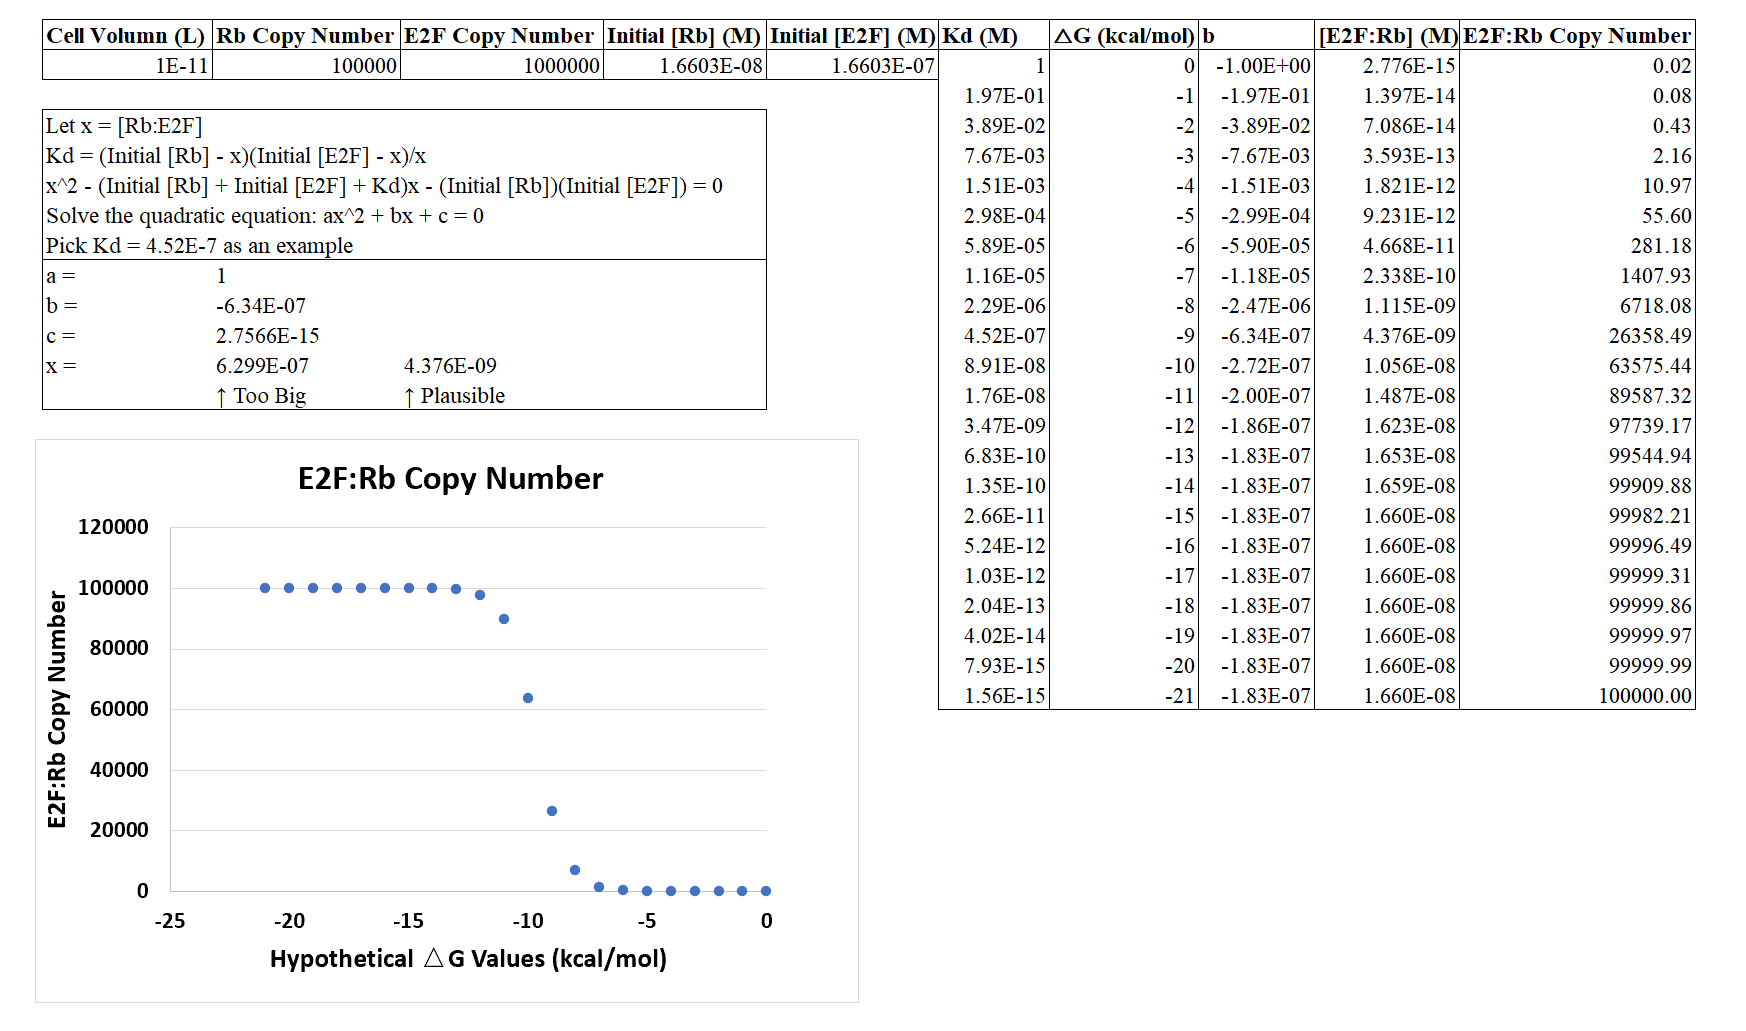 Cell Volumn (L) Rb Copy Number E2F Copy Number Initial [Rb] (M) Initial [E2F] (M) Kd (M) △G (kcal/mol) b [E2F:Rb] (M) E2F:Rb Copy Number
1E-11 100000 1000000 1.6603E-08 1.6603E-07 1 0 -1.00E+00 2.776E-15 0.02
1.97E-01 -1 -1.97E-01 1.397E-14 0.08
3.89E-02 -2 -3.89E-02 7.086E-14 0.43
7.67E-03 -3 -7.67E-03 3.593E-13 2.16
1.51E-03 -4 -1.51E-03 1.821E-12 10.97
2.98E-04 -5 -2.99E-04 9.231E-12 55.60
5.89E-05 -6 -5.90E-05 4.668E-11 281.18
1.16E-05 -7 -1.18E-05 2.338E-10 1407.93
2.29E-06 -8 -2.47E-06 1.115E-09 6718.08
4.52E-07 -9 -6.34E-07 4.376E-09 26358.49
8.91E-08 -10 -2.72E-07 1.056E-08 63575.44
1.76E-08 -11 -2.00E-07 1.487E-08 89587.32
3.47E-09 -12 -1.86E-07 1.623E-08 97739.17
6.83E-10 -13 -1.83E-07 1.653E-08 99544.94
1.35E-10 -14 -1.83E-07 1.659E-08 99909.88
2.66E-11 -15 -1.83E-07 1.660E-08 99982.21
5.24E-12 -16 -1.83E-07 1.660E-08 99996.49
1.03E-12 -17 -1.83E-07 1.660E-08 99999.31
2.04E-13 -18 -1.83E-07 1.660E-08 99999.86
4.02E-14 -19 -1.83E-07 1.660E-08 99999.97
7.93E-15 -20 -1.83E-07 1.660E-08 99999.99
1.56E-15 -21 -1.83E-07 1.660E-08 100000.00
Let x = [Rb:E2F]
Kd = (Initial [Rb] - x)(Initial [E2F] - x)/x
x^2 - (Initial [Rb] + Initial [E2F] + Kd)x - (Initial [Rb])(Initial [E2F]) = 0
Solve the quadratic equation: ax^2 + bx + c = 0
Pick Kd = 4.52E-7 as an example
a = 1
b = -6.34E-07
c = 2.7566E-15
x = 6.299E-07 4.376E-09
↑ Too Big ↑ Plausible
E2F:Rb Copy Number
E2F:Rb Copy Number
120000
100000
80000
60000
40000
20000
0
-25 -20 -15 -10 -5 0
Hypothetical △G Values (kcal/mol)